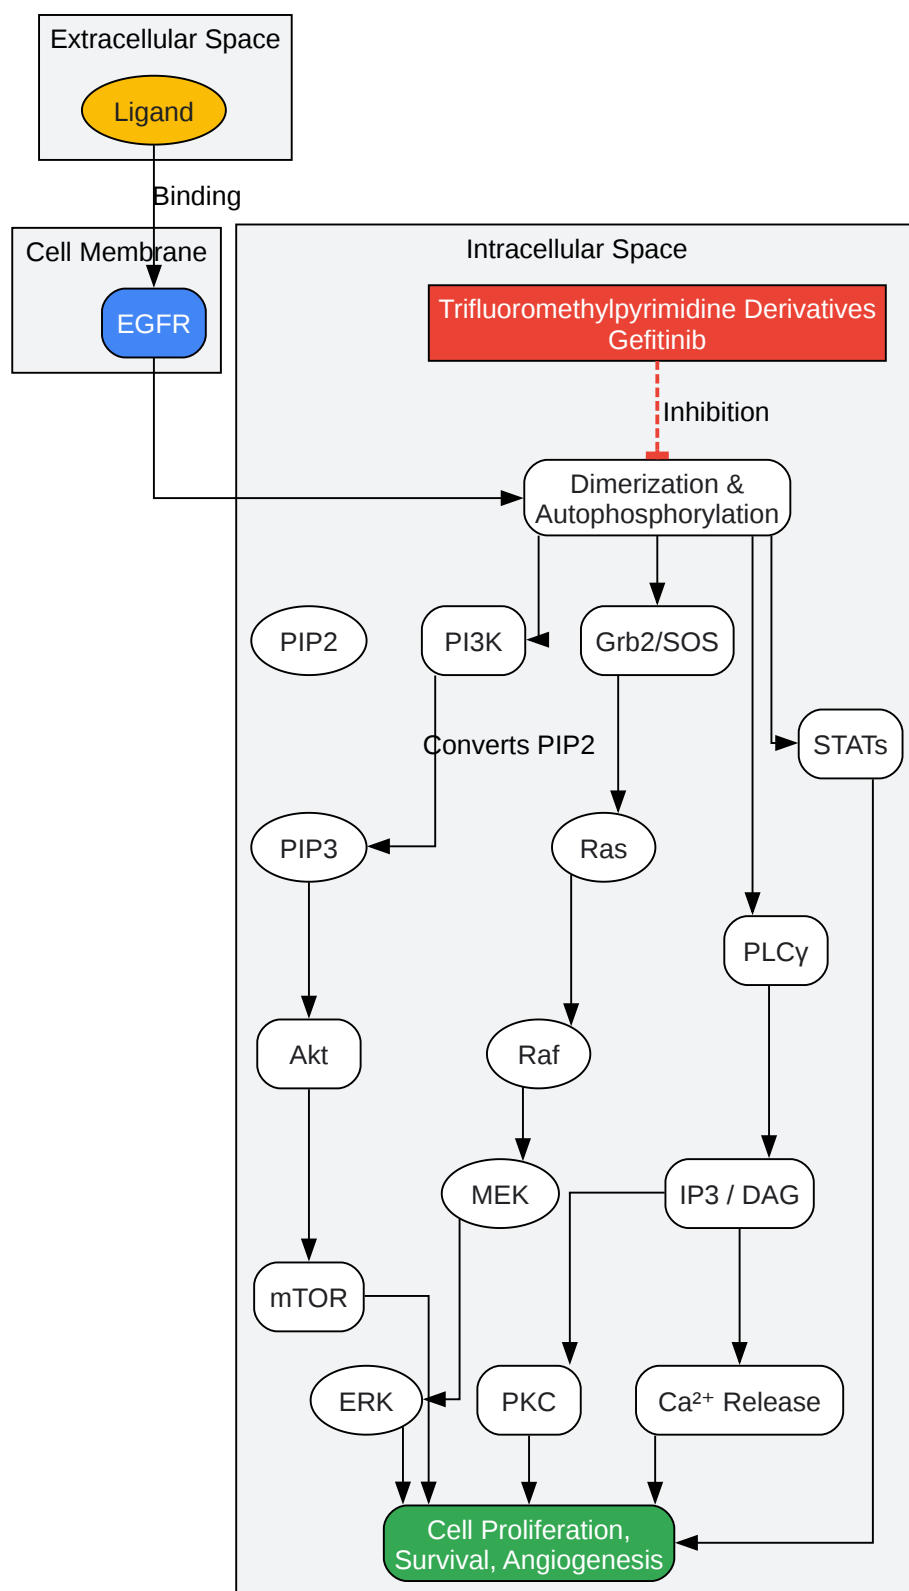 Extracellular Space
Ligand
Binding
Cell Membrane
EGFR
Intracellular Space
Trifluoromethylpyrimidine Derivatives
Gefitinib
Inhibition
Dimerization &
Autophosphorylation
PIP2
PI3K
Grb2/SOS
STATs
Converts PIP2
PIP3
Ras
PLCγ
Akt
Raf
MEK
IP3 / DAG
mTOR
ERK
PKC
Ca²⁺ Release
Cell Proliferation,
Survival, Angiogenesis